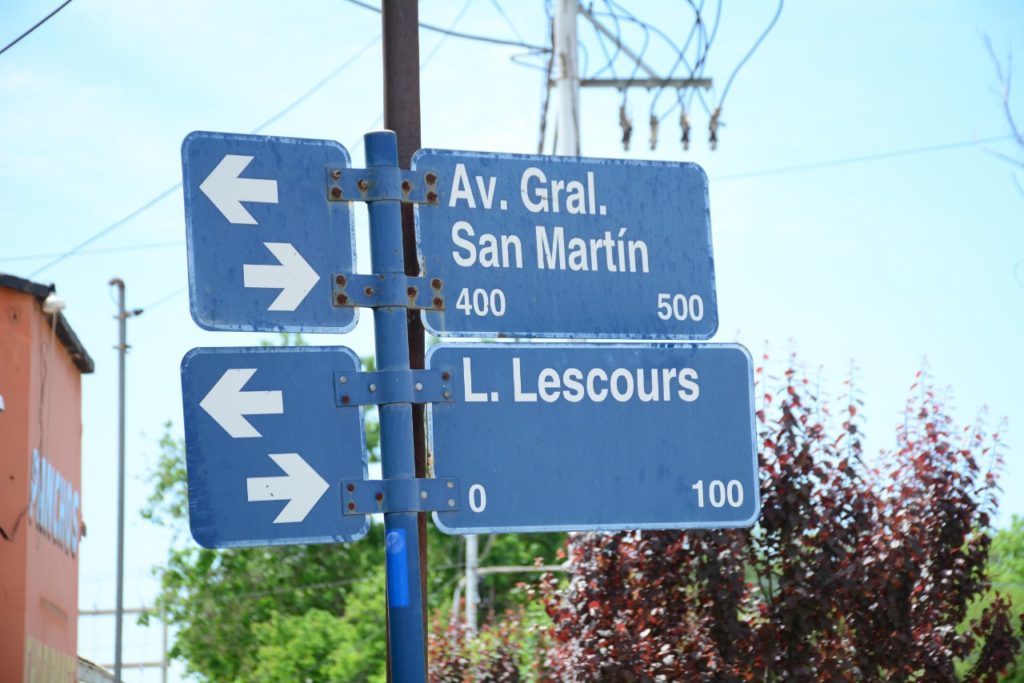 Av. Gral.
San Martín
400 500
L. Lescours
0 100